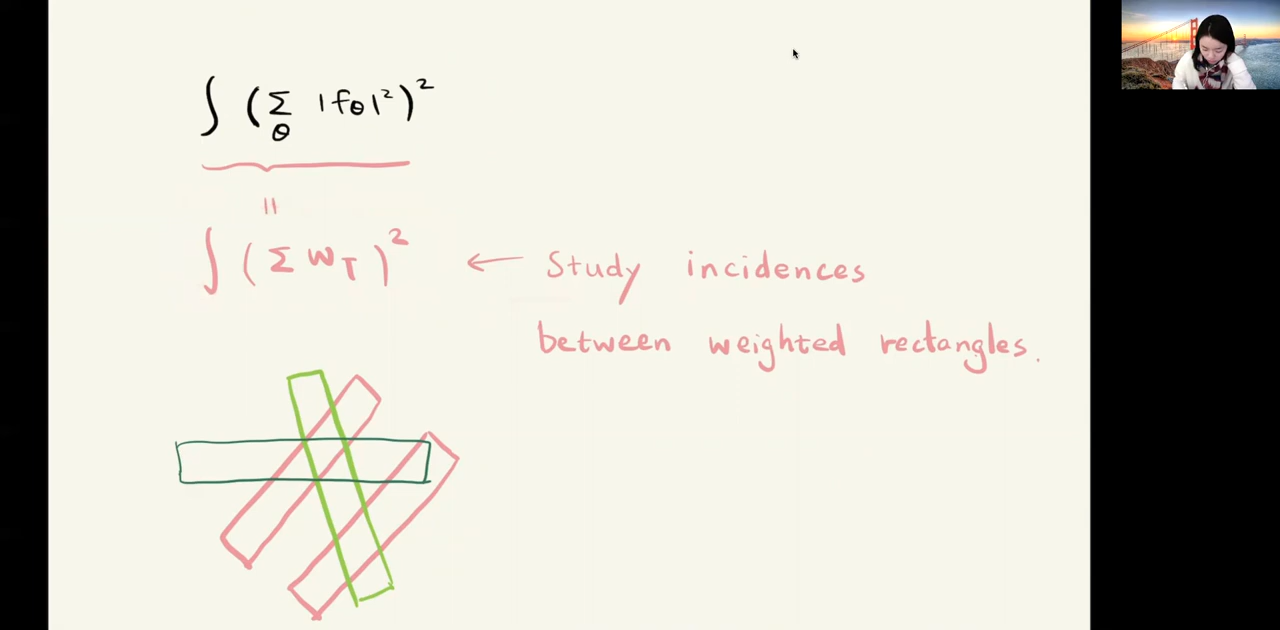 ∫ (Σ_θ |f_θ|²)²
||
∫ (Σ W_T)² ← Study incidences
between weighted rectangles.